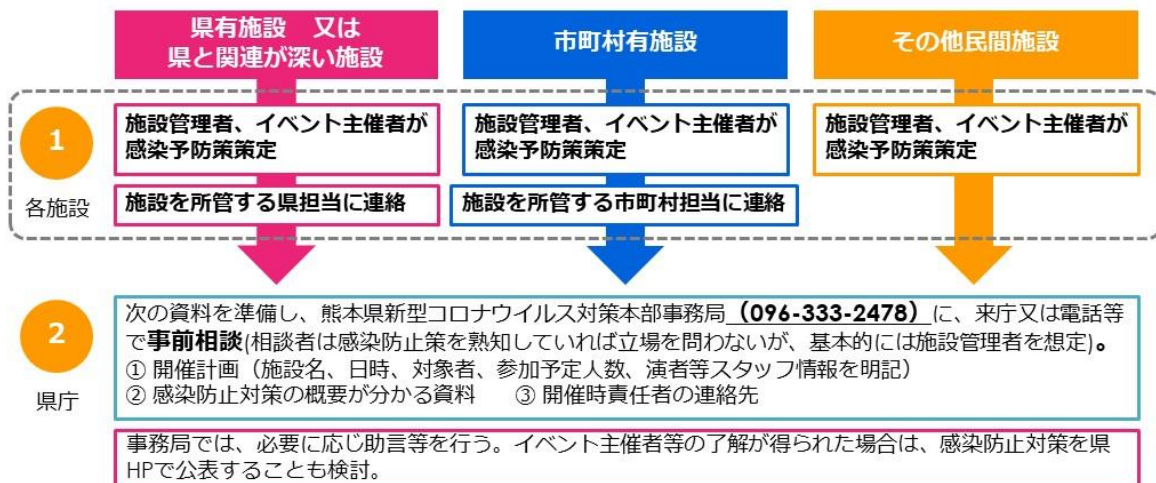 県有施設 又は
県と関連が深い施設
市町村有施設
その他民間施設
1
各施設
施設管理者、イベント主催者が
感染予防策策定
施設を所管する県担当に連絡
施設管理者、イベント主催者が
感染予防策策定
施設を所管する市町村担当に連絡
施設管理者、イベント主催者が
感染予防策策定
2
県庁
次の資料を準備し、熊本県新型コロナウイルス対策本部事務局（096-333-2478）に、来庁又は電話等
で事前相談(相談者は感染防止策を熟知していれば立場を問わないが、基本的には施設管理者を想定)。
① 開催計画（施設名、日時、対象者、参加予定人数、演者等スタッフ情報を明記）
② 感染防止対策の概要が分かる資料 ③ 開催時責任者の連絡先
事務局では、必要に応じ助言等を行う。イベント主催者等の了解が得られた場合は、感染防止対策を県
HPで公表することも検討。